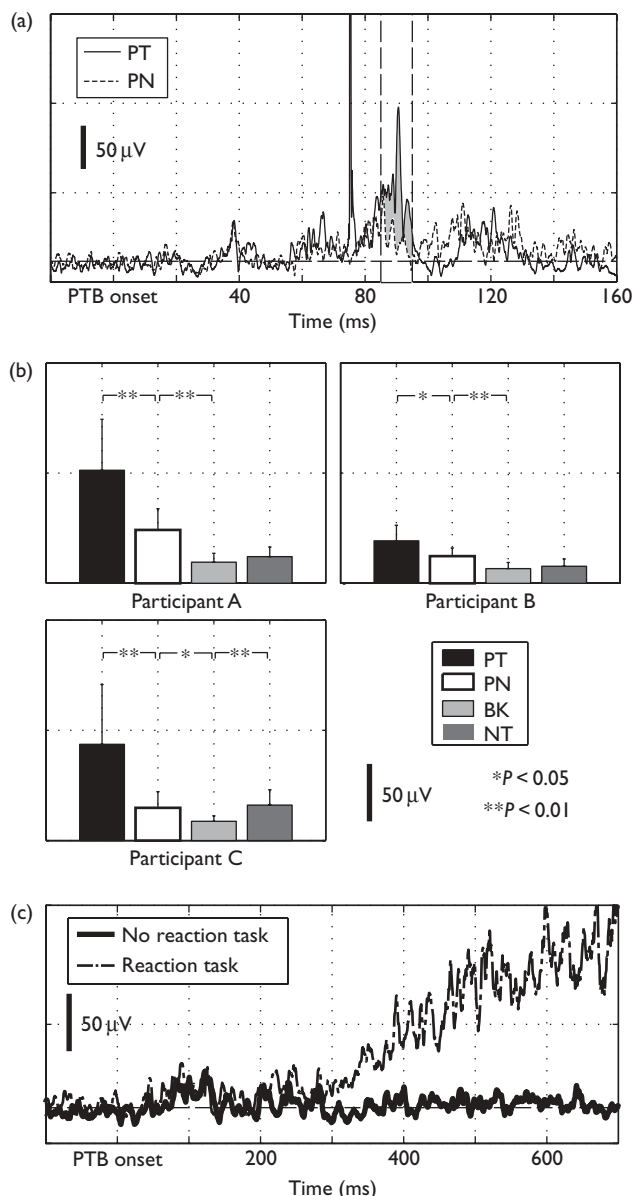 (a)
PT
PN
50 μV
PTB onset 40 80 120 160
Time (ms)
(b)
** **
* **
Participant A
Participant B
** * **
PT
PN
BK
NT
50 μV
*P < 0.05
**P < 0.01
Participant C
(c)
No reaction task
Reaction task
50 μV
PTB onset 200 400 600
Time (ms)